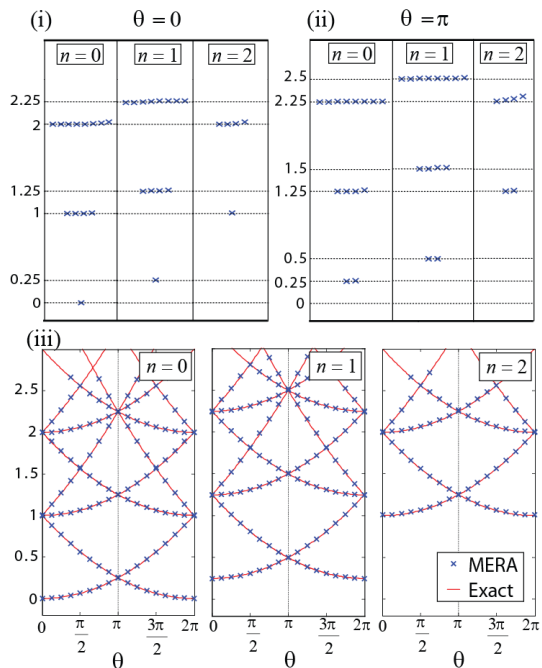 (i) θ = 0
n = 0 n = 1 n = 2
2.25
2
1.25
1
0.25
0
(ii) θ = π
n = 0 n = 1 n = 2
2.5
2.25
1.5
1.25
0.5
0.25
0
(iii)
n = 0
2.5
2
1.5
1
0.5
0
0 π/2 π 3π/2 2π
θ
n = 1
0 π/2 π 3π/2 2π
θ
n = 2
MERA
Exact
0 π/2 π 3π/2 2π
θ